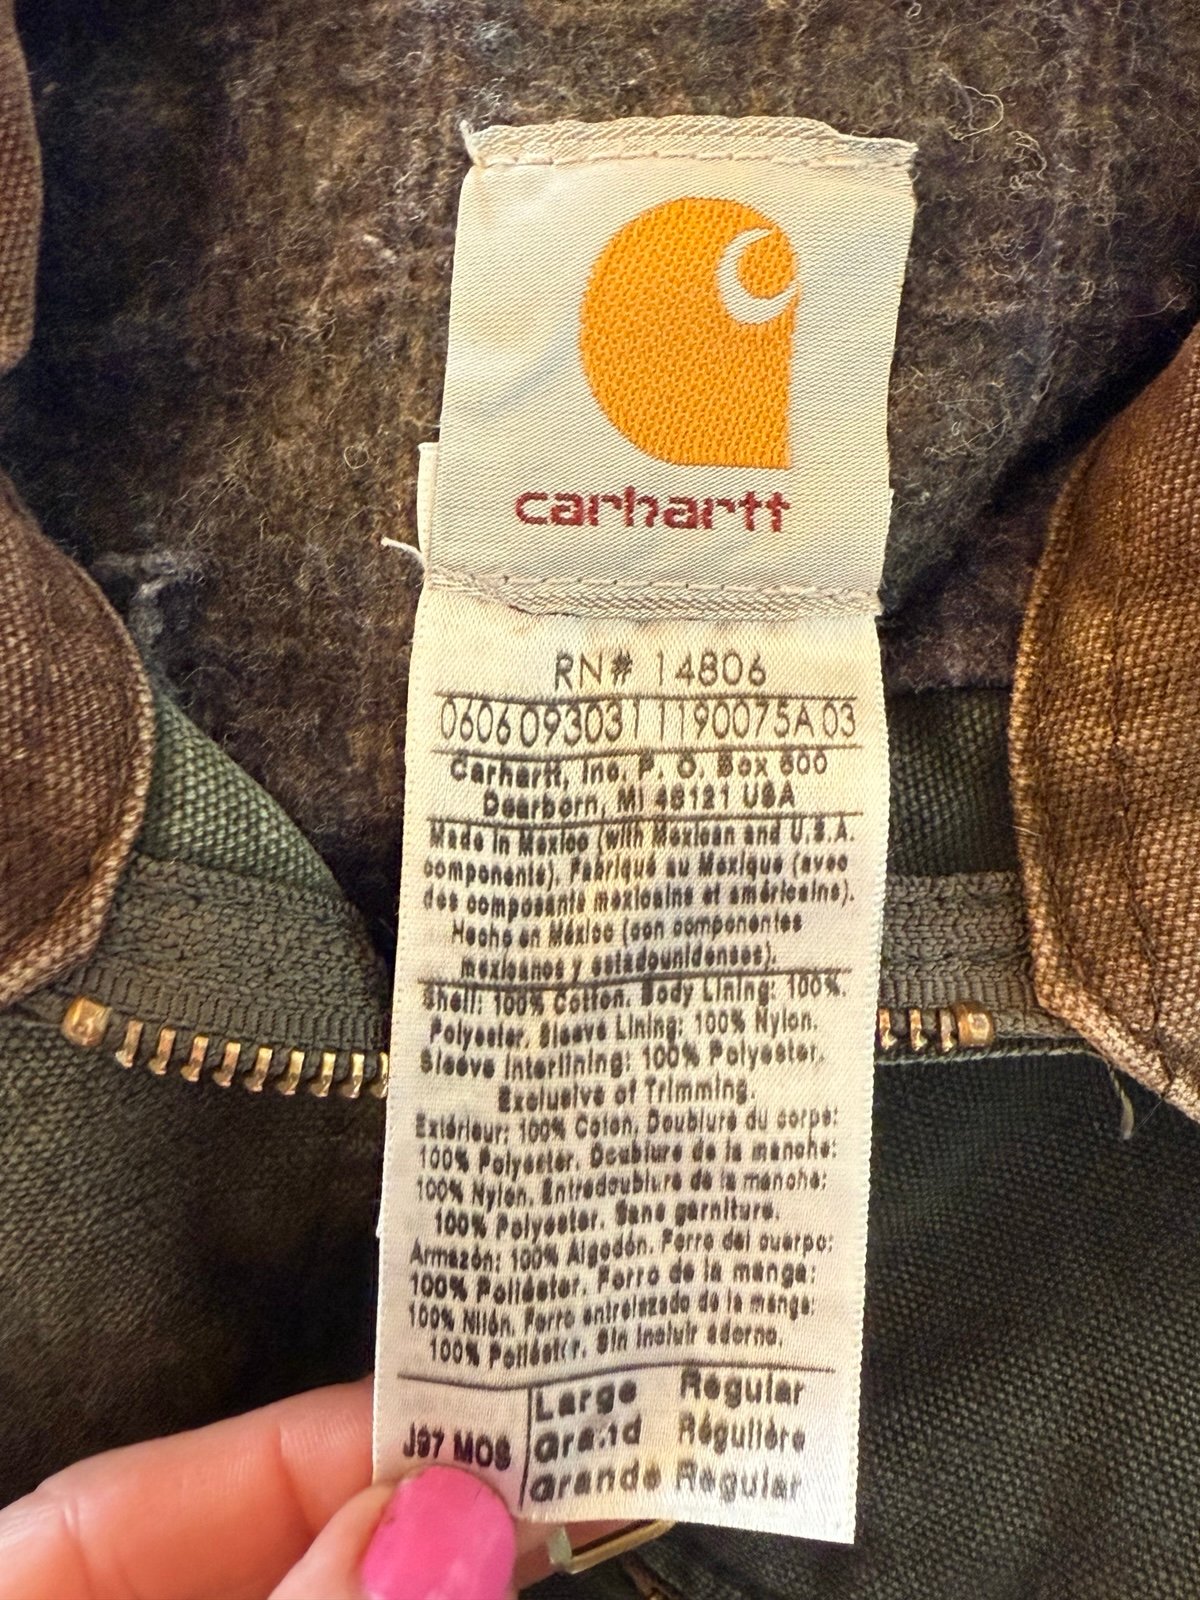 carhartt
RN# 14806
0606093031119 0075A 03
Carhartt, Inc. P. O. Box 600
Dearborn, MI 48121 USA
Made in Mexico (with Mexican and U.S.A.
components). Fabriqué au Mexique (avec
des composants mexicains et américains).
Hecho en México (con componentes
mexicanos y estadounidenses).
Shell: 100% Cotton. Body Lining: 100%.
Polyester. Sleeve Lining: 100% Nylon.
Sleeve Interlining: 100% Polyester.
Exclusive of Trimming.
Extérieur: 100% Coton. Doublure du corps:
100% Polyester. Doublure de la manche:
100% Nylon. Entredoublure de la manche:
100% Polyester. Sans garniture.
Armazón: 100% Algodón. Forro del cuerpo:
100% Poliéster. Forro de la manga:
100% Nilón. Forro entrelazado de la manga:
100% Poliéster. Sin incluir adorno.
J97 MOS
Large Regular
Grand Régulière
Grande Regular